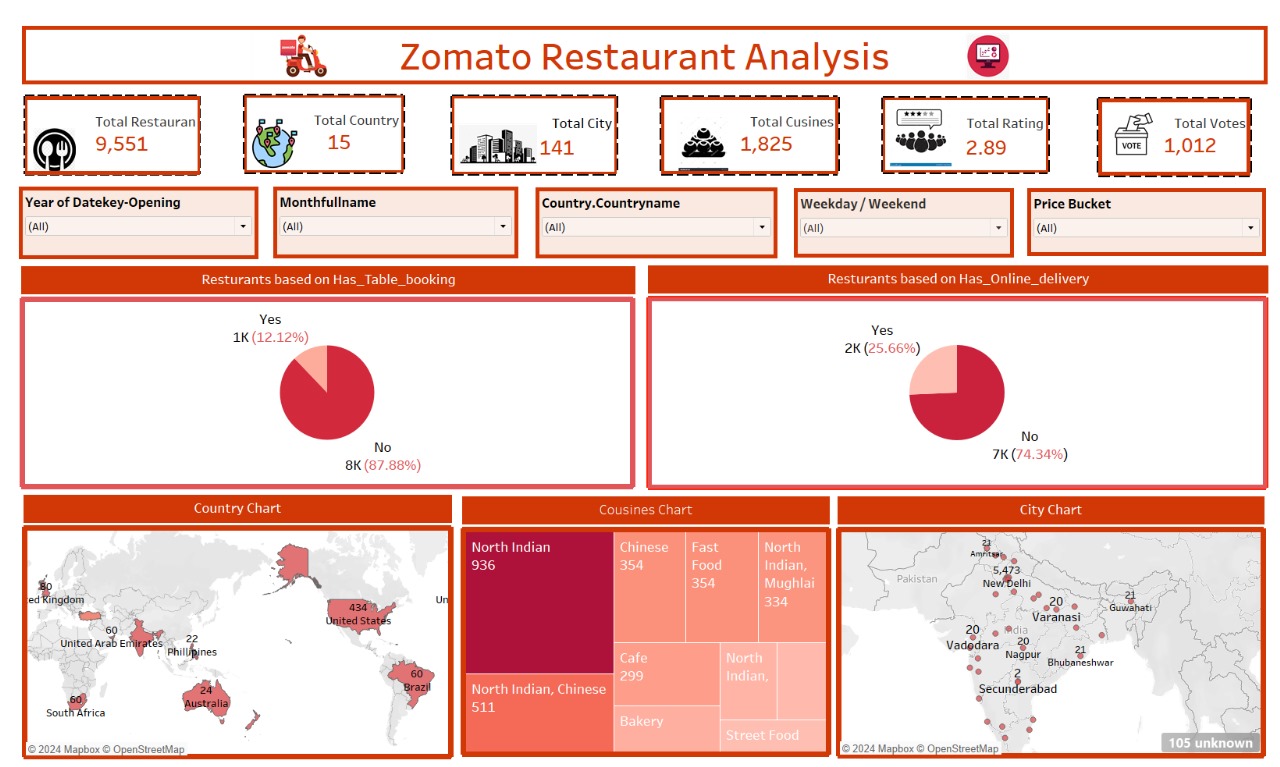 Zomato Restaurant Analysis
Total Restauran
9,551
Total Country
15
Total City
141
Total Cusines
1,825
Total Rating
2.89
VOTE
Total Votes
1,012
Year of Datekey-Opening
(All)
Monthfullname
(All)
Country.Countryname
(All)
Weekday / Weekend
(All)
Price Bucket
(All)
Resturants based on Has_Table_booking
Yes
1K (12.12%)
No
8K (87.88%)
Resturants based on Has_Online_delivery
Yes
2K (25.66%)
No
7K (74.34%)
Country Chart
80
ed Kingdom
60
United Arab Emirates
22
Philippines
24
Australia
60
South Africa
434
United States
60
Brazil
Un
© 2024 Mapbox © OpenStreetMap
Cousines Chart
North Indian
936
North Indian, Chinese
511
Chinese
354
Fast
Food
354
North
Indian,
Mughlai
334
Cafe
299
Bakery
North
Indian,
Street Food
City Chart
21
Amritsar
Pakistan
5,473
New Delhi
20
Varanasi
21
Guwahati
20
Vadodara
India
20
Nagpur
21
Bhubaneshwar
2
Secunderabad
© 2024 Mapbox © OpenStreetMap
105 unknown